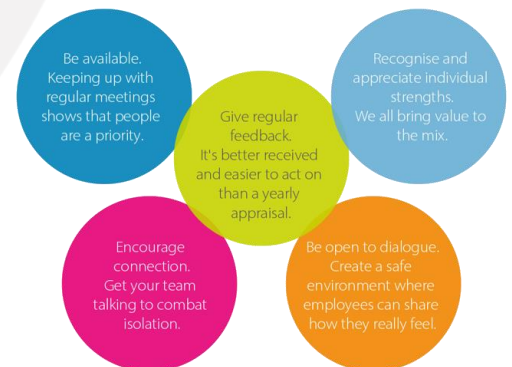 Be available.
Keeping up with
regular meetings
shows that people
are a priority.
Recognise and
appreciate individual
strengths.
We all bring value to
the mix.
Give regular
feedback.
It's better received
and easier to act on
than a yearly
appraisal.
Encourage
connection.
Get your team
talking to combat
isolation.
Be open to dialogue.
Create a safe
environment where
employees can share
how they really feel.